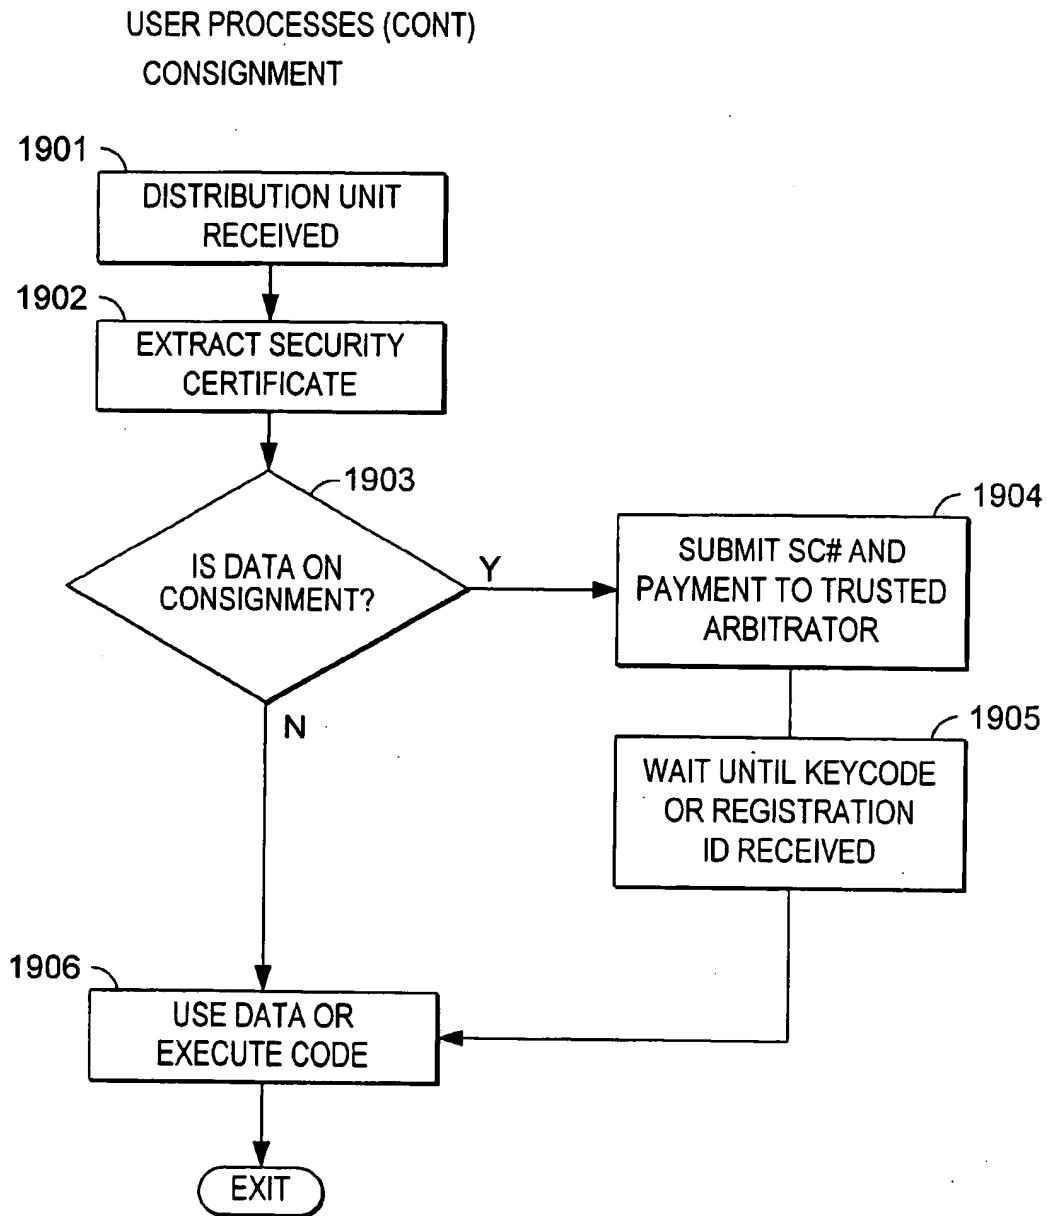 USER PROCESSES (CONT)
CONSIGNMENT
1901
DISTRIBUTION UNIT
RECEIVED
1902
EXTRACT SECURITY
CERTIFICATE
1903
IS DATA ON
CONSIGNMENT?
Y
N
1904
SUBMIT SC# AND
PAYMENT TO TRUSTED
ARBITRATOR
1905
WAIT UNTIL KEYCODE
OR REGISTRATION
ID RECEIVED
1906
USE DATA OR
EXECUTE CODE
EXIT